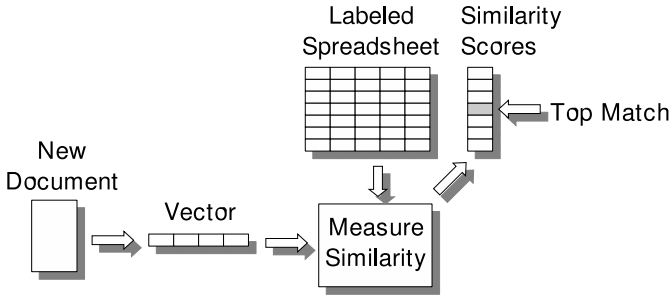 Labeled
Spreadsheet
Similarity
Scores
Top Match
New
Document
Vector
Measure
Similarity